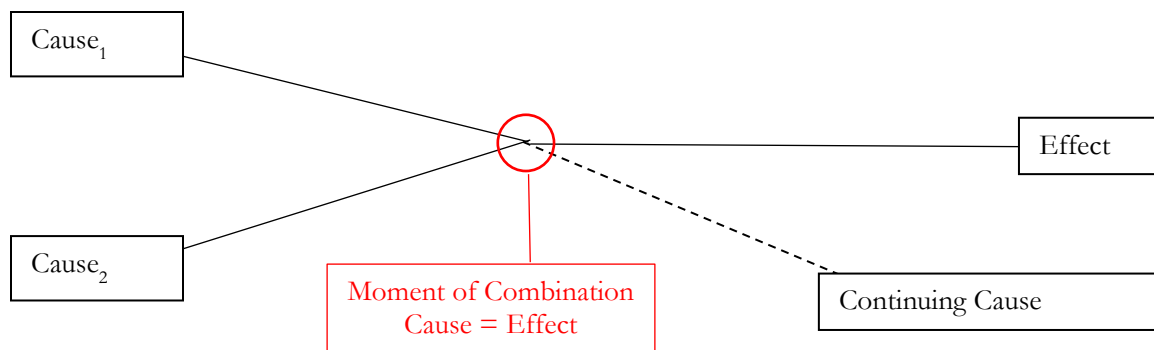 Cause₁
Effect
Cause₂
Moment of Combination
Cause = Effect
Continuing Cause